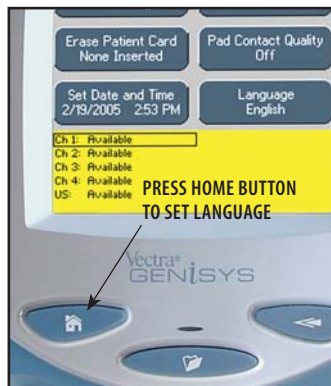 Erase Patient Card
None Inserted
Pad Contact Quality
Off
Set Date and Time
2/19/2005 2:53 PM
Language
English
Ch 1: Available
Ch 2: Available
Ch 3: Available
Ch 4: Available
US: Available
PRESS HOME BUTTON
TO SET LANGUAGE
Vectra®
GENiSYS